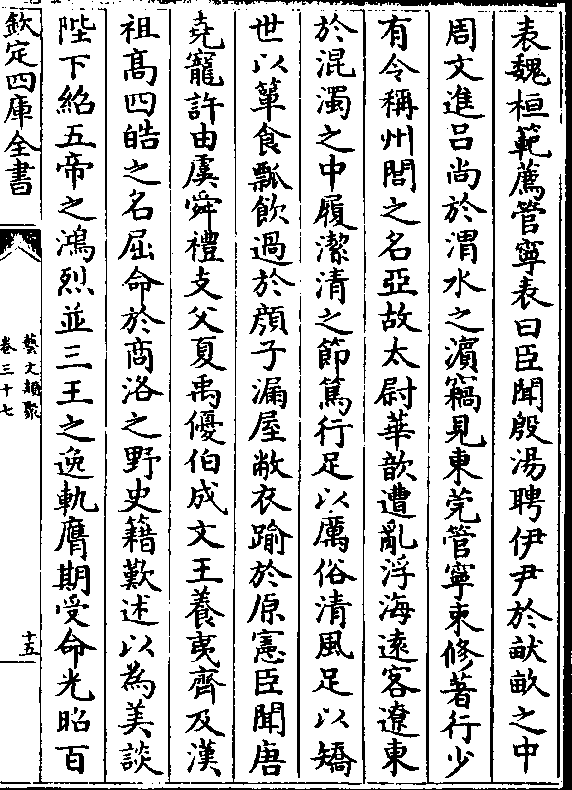 表魏桓範薦管寧表曰臣聞殷湯聘伊尹於畎畝之中
周文進吕尚於渭水之濵竊見東莞管寧束修著行少
有令稱州閭之名亞故太尉華歆遭亂浮海遠客遼東
於混濁之中履潔清之節篤行足以厲俗清風足以矯
世以簞食瓢飲過於顔子漏屋敝衣踰於原憲臣聞唐
堯寵許由虞舜禮支父夏禹優伯成文王養夷齊及漢
祖髙四皓之名屈命於商洛之野史籍歎述以為美談
陛下紹五帝之鴻烈並三王之逸軌膺期受命光昭百
欽定四庫全書
藝文類聚
卷三十七
十五